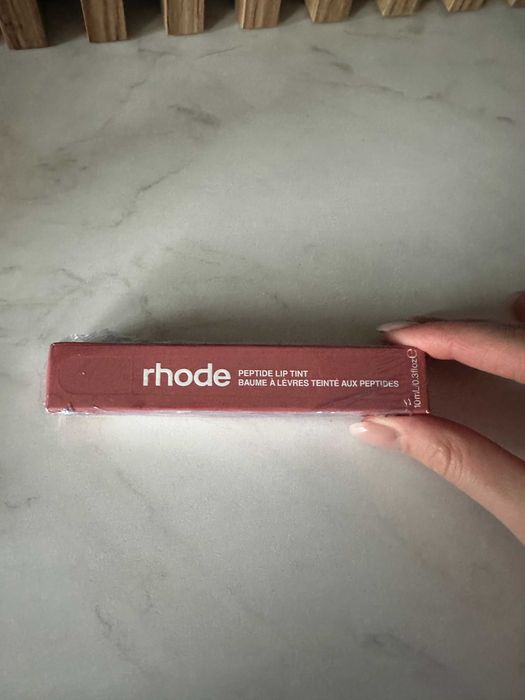 rhode
PEPTIDE LIP TINT
BAUME À LÈVRES TEINTÉ AUX PEPTIDES
10mL/0.3floz℮